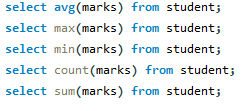 select avg(marks) from student;
select max(marks) from student;
select min(marks) from student;
select count(marks) from student;
select sum(marks) from student;